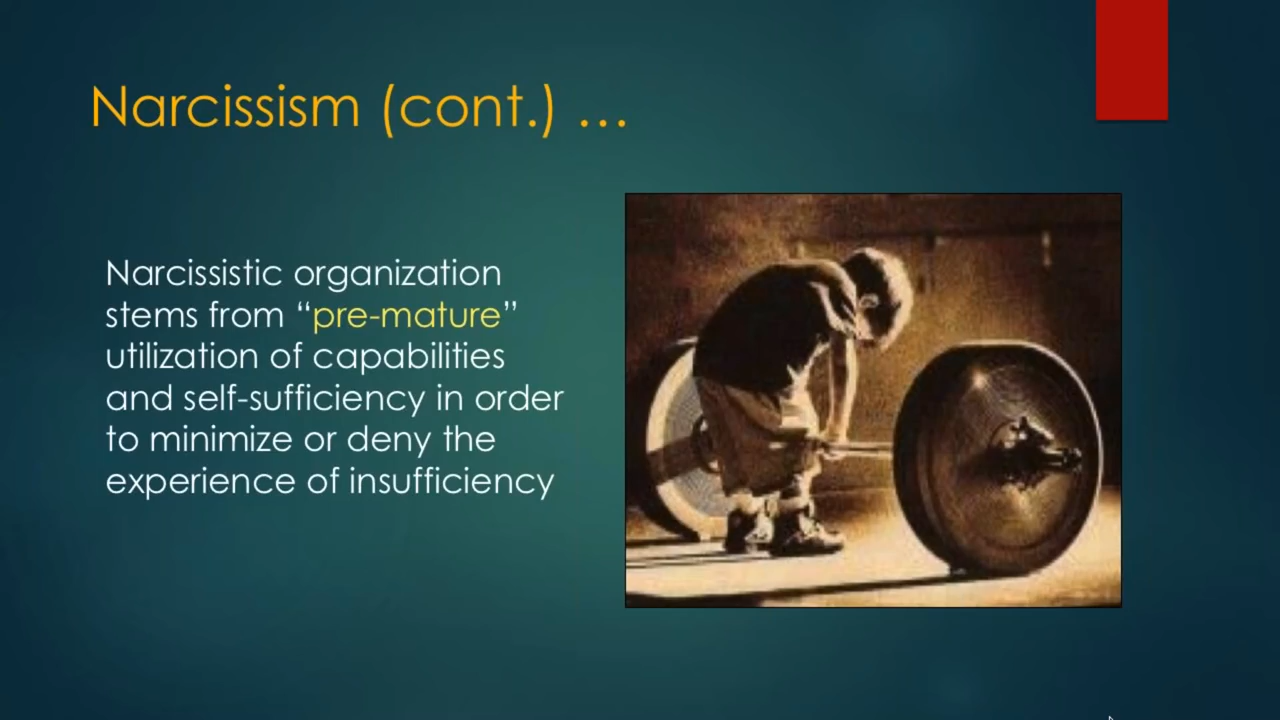 Narcissism (cont.) …
Narcissistic organization
stems from “pre-mature”
utilization of capabilities
and self-sufficiency in order
to minimize or deny the
experience of insufficiency